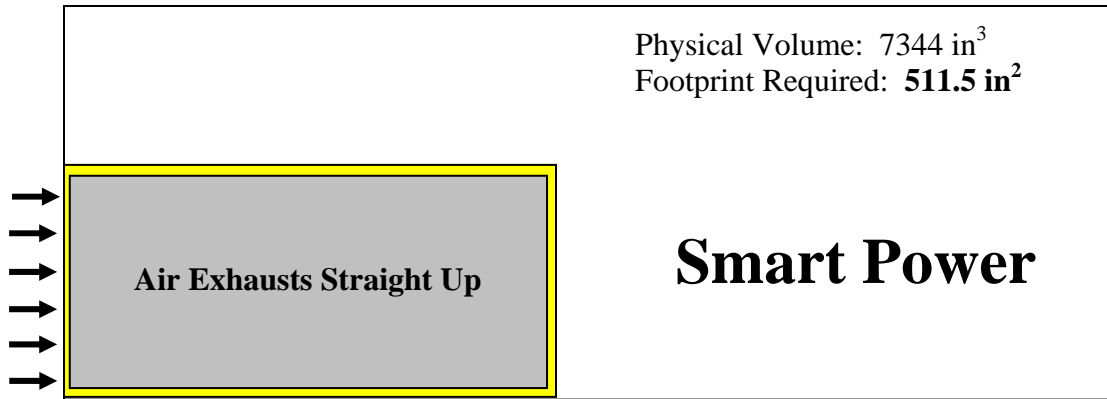 Physical Volume: 7344 in³
Footprint Required: 511.5 in²
Air Exhausts Straight Up
Smart Power